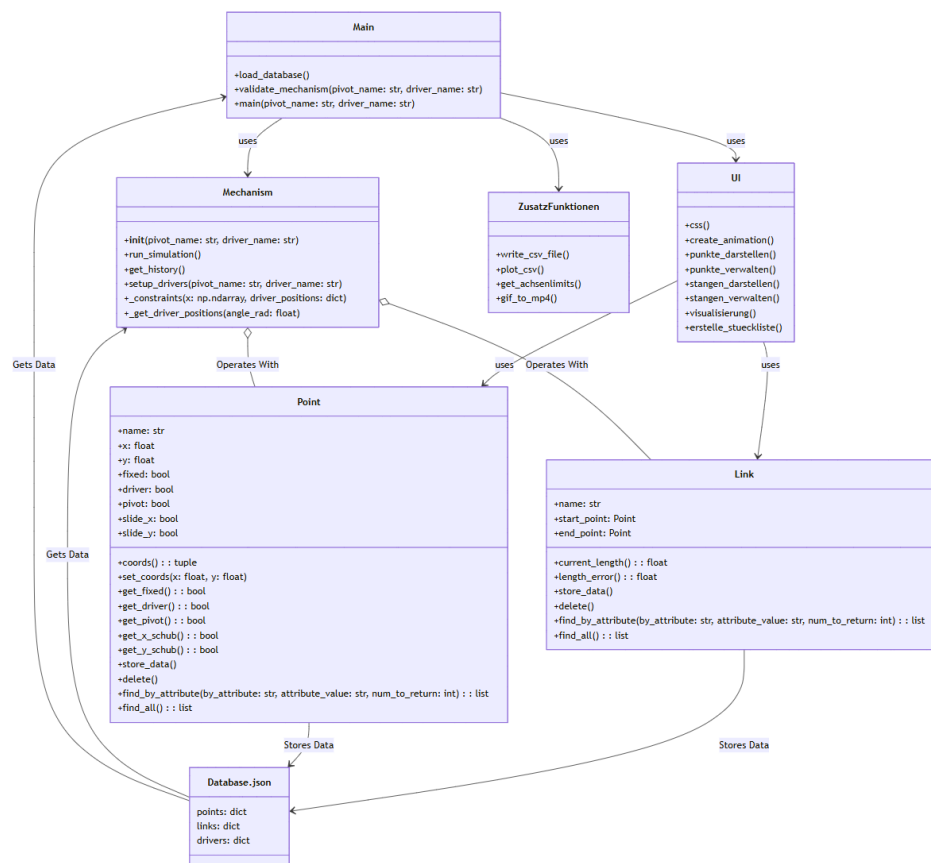 Main
+load_database()
+validate_mechanism(pivot_name: str, driver_name: str)
+main(pivot_name: str, driver_name: str)
uses
uses
uses
Mechanism
+init(pivot_name: str, driver_name: str)
+run_simulation()
+get_history()
+setup_drivers(pivot_name: str, driver_name: str)
+_constraints(x: np.ndarray, driver_positions: dict)
+_get_driver_positions(angle_rad: float)
ZusatzFunktionen
+write_csv_file()
+plot_csv()
+get_achsenlimits()
+gif_to_mp4()
UI
+css()
+create_animation()
+punkte_darstellen()
+punkte_verwalten()
+stangen_darstellen()
+stangen_verwalten()
+visualisierung()
+erstelle_stueckliste()
Gets Data
Operates With
uses
Operates With
uses
Point
+name: str
+x: float
+y: float
+fixed: bool
+driver: bool
+pivot: bool
+slide_x: bool
+slide_y: bool
+coords() : : tuple
+set_coords(x: float, y: float)
+get_fixed() : : bool
+get_driver() : : bool
+get_pivot() : : bool
+get_x_schub() : : bool
+get_y_schub() : : bool
+store_data()
+delete()
+find_by_attribute(by_attribute: str, attribute_value: str, num_to_return: int) : : list
+find_all() : : list
Link
+name: str
+start_point: Point
+end_point: Point
+current_length() : : float
+length_error() : : float
+store_data()
+delete()
+find_by_attribute(by_attribute: str, attribute_value: str, num_to_return: int) : : list
+find_all() : : list
Gets Data
Stores Data
Stores Data
Database.json
points: dict
links: dict
drivers: dict